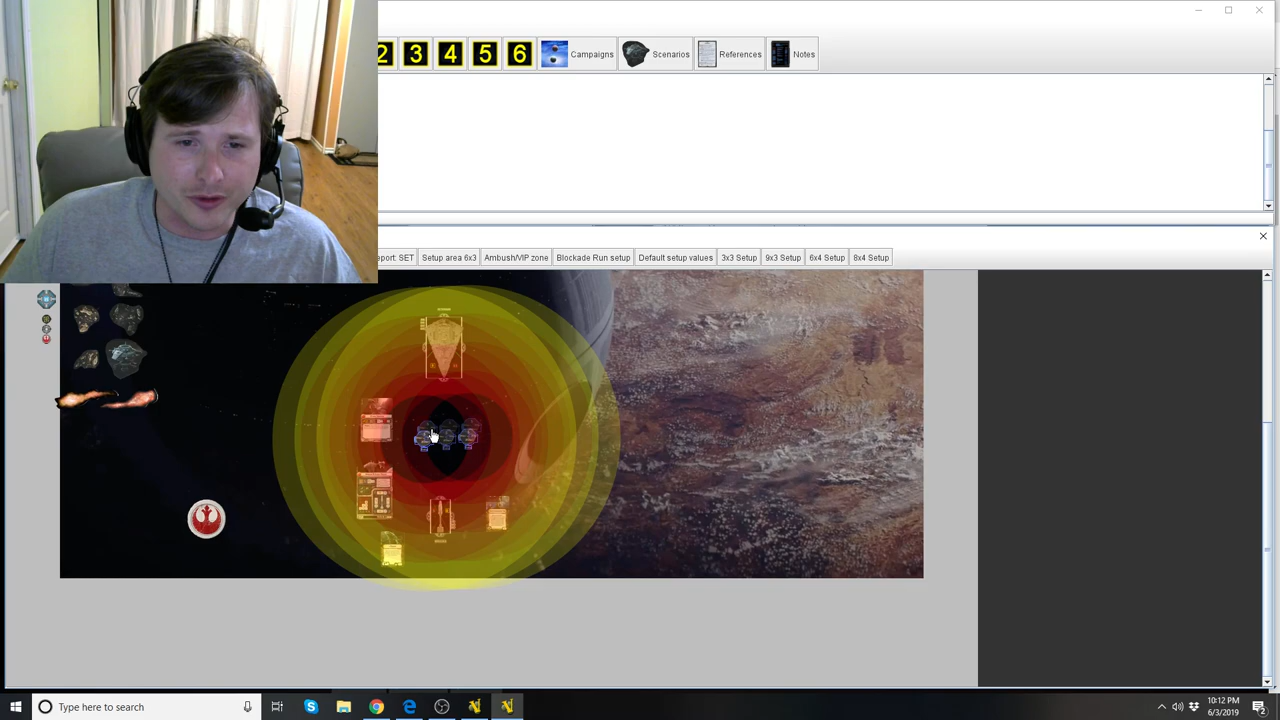 2 3 4 5 6 Campaigns Scenarios References Notes
port: SET Setup area 6x3 Ambush/VIP zone Blockade Run setup Default setup values 3x3 Setup 9x3 Setup 6x4 Setup 8x4 Setup
Type here to search
10:12 PM
6/3/2019
2